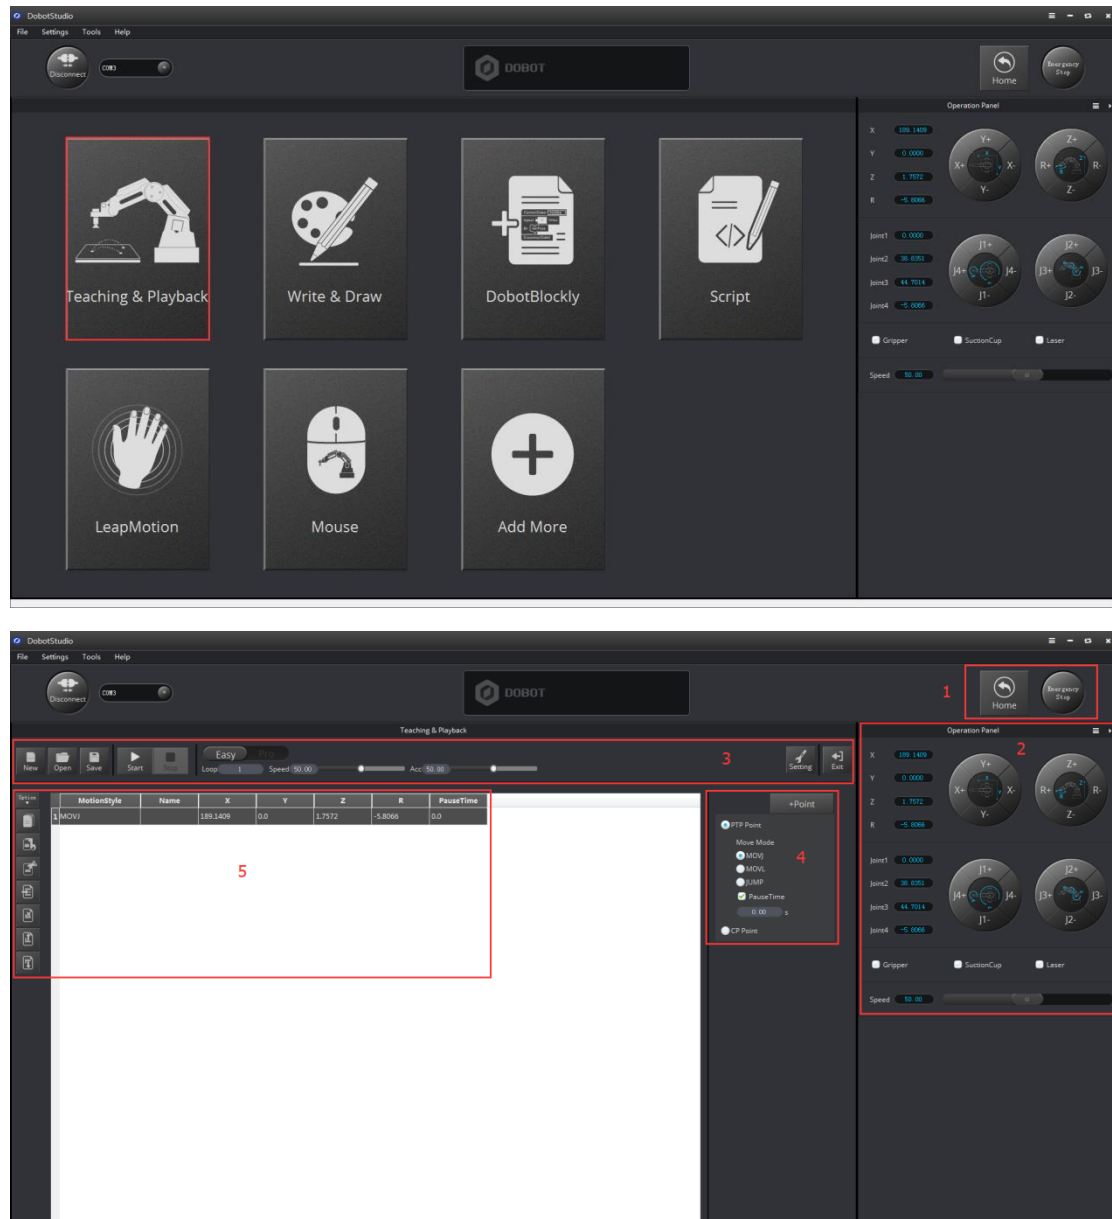 DobotStudio
File Settings Tools Help
Disconnect COM3 DOBOT Home Emergency Stop
Operation Panel
Teaching & Playback
Write & Draw
DobotBlockly
Script
LeapMotion
Mouse
Add More
X 189.1409
Y 0.0000
Z 1.7572
R -5.8066
Y+
X+ X-
Y-
Z+
R+ R-
Z-
Joint1 0.0000
Joint2 38.8351
Joint3 44.7014
Joint4 -5.8066
J1+
J4+ J4-
J1-
J2+
J3+ J3-
J2-
Gripper SuctionCup Laser
Speed 50.00
DobotStudio
File Settings Tools Help
Disconnect COM3 DOBOT 1 Home Emergency Stop
Teaching & Playback
New Open Save Start Stop
Easy Pro
Loop 1 Speed 50.00 Acc 50.00
3
Setting Exit
MotionStyle Name X Y Z R PauseTime
1 MOVJ 189.1409 0.0 1.7572 -5.8066 0.0
5
+Point
PTP Point
Move Mode
MOVJ
4
MOVL
JUMP
PauseTime
0.00 s
CP Point
Operation Panel
2
X 189.1409
Y 0.0000
Z 1.7572
R -5.8066
Y+
X+ X-
Y-
Z+
R+ R-
Z-
Joint1 0.0000
Joint2 38.8351
Joint3 44.7014
Joint4 -5.8066
J1+
J4+ J4-
J1-
J2+
J3+ J3-
J2-
Gripper SuctionCup Laser
Speed 50.00